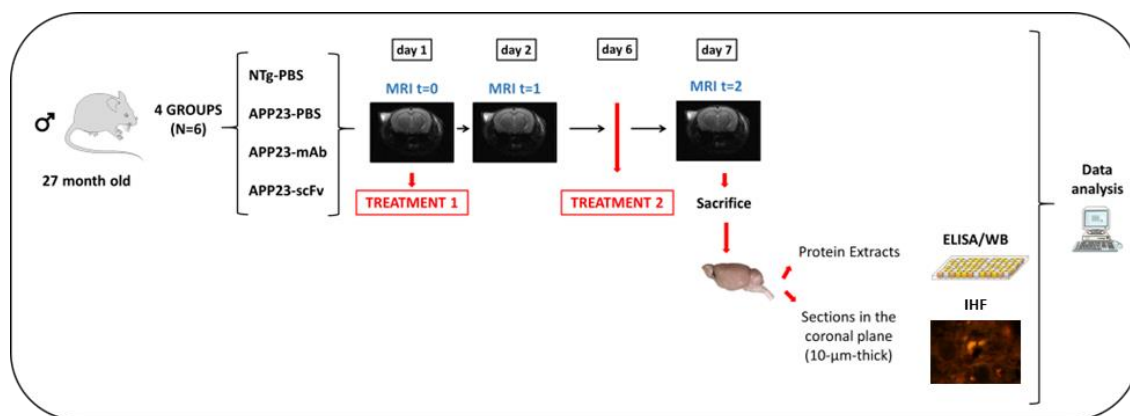 ♂
27 month old
4 GROUPS
(N=6)
NTg-PBS
APP23-PBS
APP23-mAb
APP23-scFv
day 1
MRI t=0
TREATMENT 1
day 2
MRI t=1
day 6
TREATMENT 2
day 7
MRI t=2
Sacrifice
Protein Extracts
Sections in the
coronal plane
(10-μm-thick)
ELISA/WB
IHF
Data
analysis